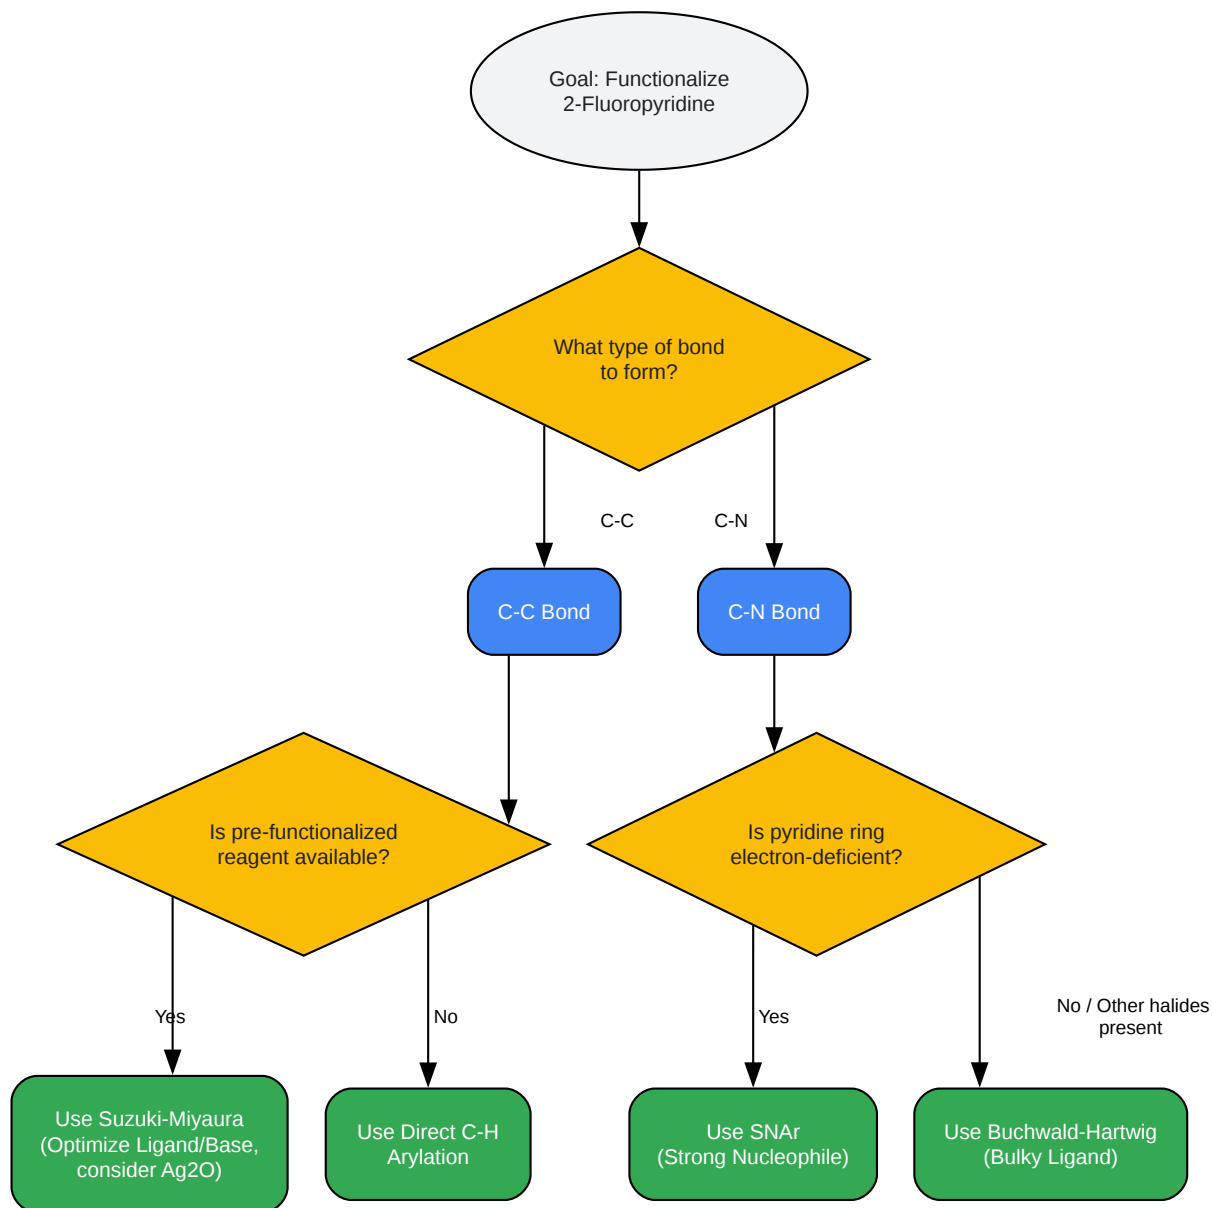 Goal: Functionalize
2-Fluoropyridine
What type of bond
to form?
C-C
C-N
C-C Bond
C-N Bond
Is pre-functionalized
reagent available?
Is pyridine ring
electron-deficient?
Yes
No
Yes
No / Other halides
present
Use Suzuki-Miyaura
(Optimize Ligand/Base,
consider Ag2O)
Use Direct C-H
Arylation
Use SNAr
(Strong Nucleophile)
Use Buchwald-Hartwig
(Bulky Ligand)